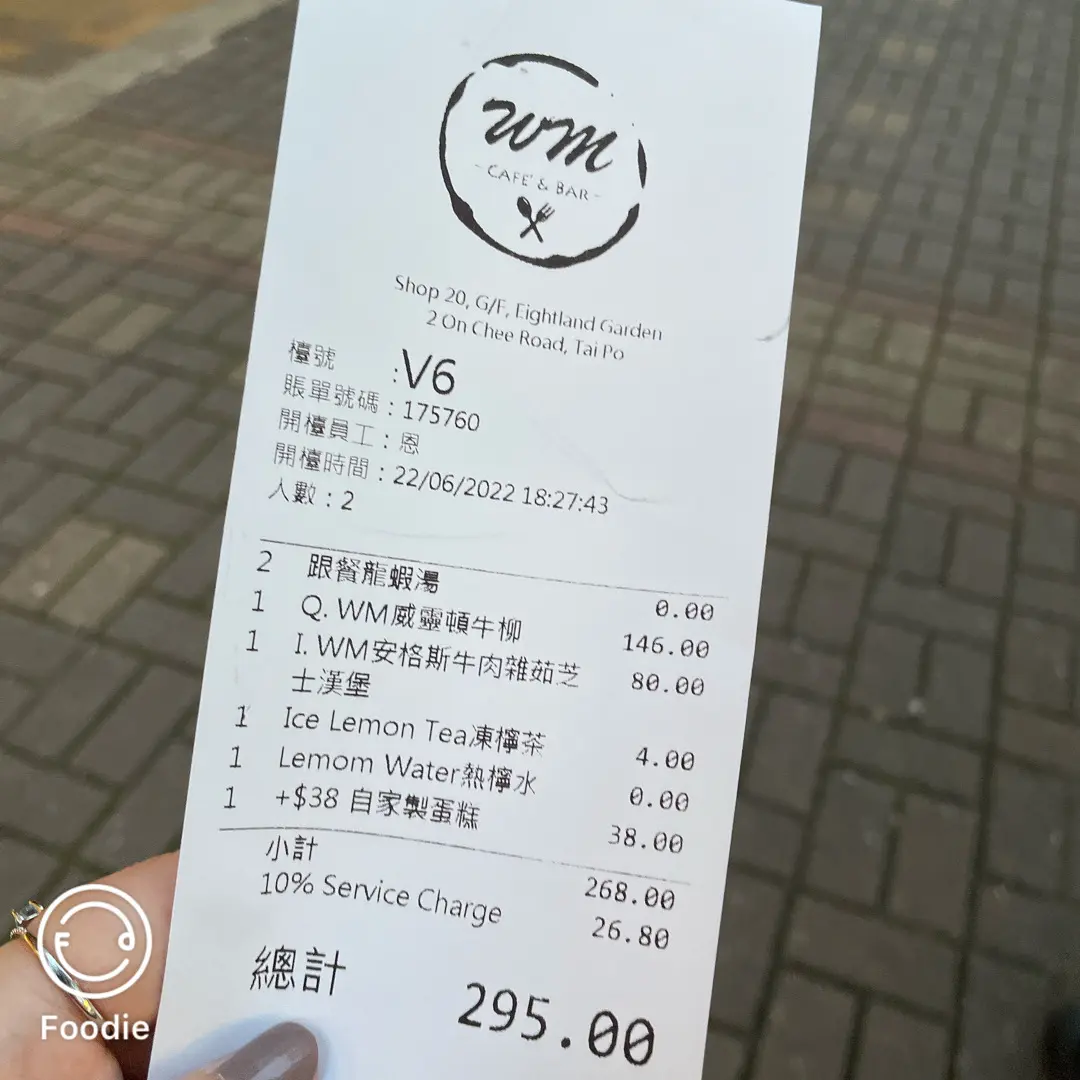 WM
- CAFE' & BAR -
Shop 20, G/F, Eightland Garden
2 On Chee Road, Tai Po
檯號 : V6
賬單號碼 : 175760
開檯員工 : 恩
開檯時間 : 22/06/2022 18:27:43
人數 : 2
2 跟餐龍蝦湯 0.00
1 Q. WM威靈頓牛柳 146.00
1 I. WM安格斯牛肉雜茹芝 80.00
士漢堡
1 Ice Lemon Tea凍檸茶 4.00
1 Lemom Water熱檸水 0.00
1 +$38 自家製蛋糕 38.00
小計 268.00
10% Service Charge 26.80
總計 295.00
Foodie